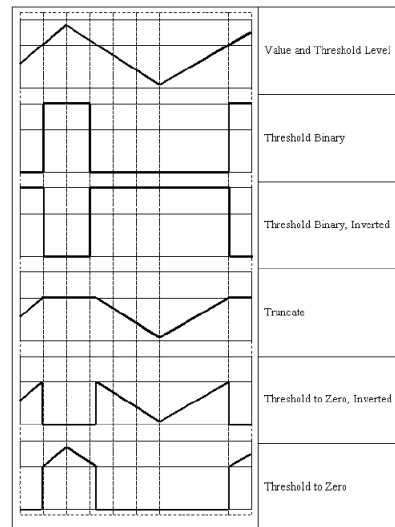 Value and Threshold Level
Threshold Binary
Threshold Binary, Inverted
Truncate
Threshold to Zero, Inverted
Threshold to Zero